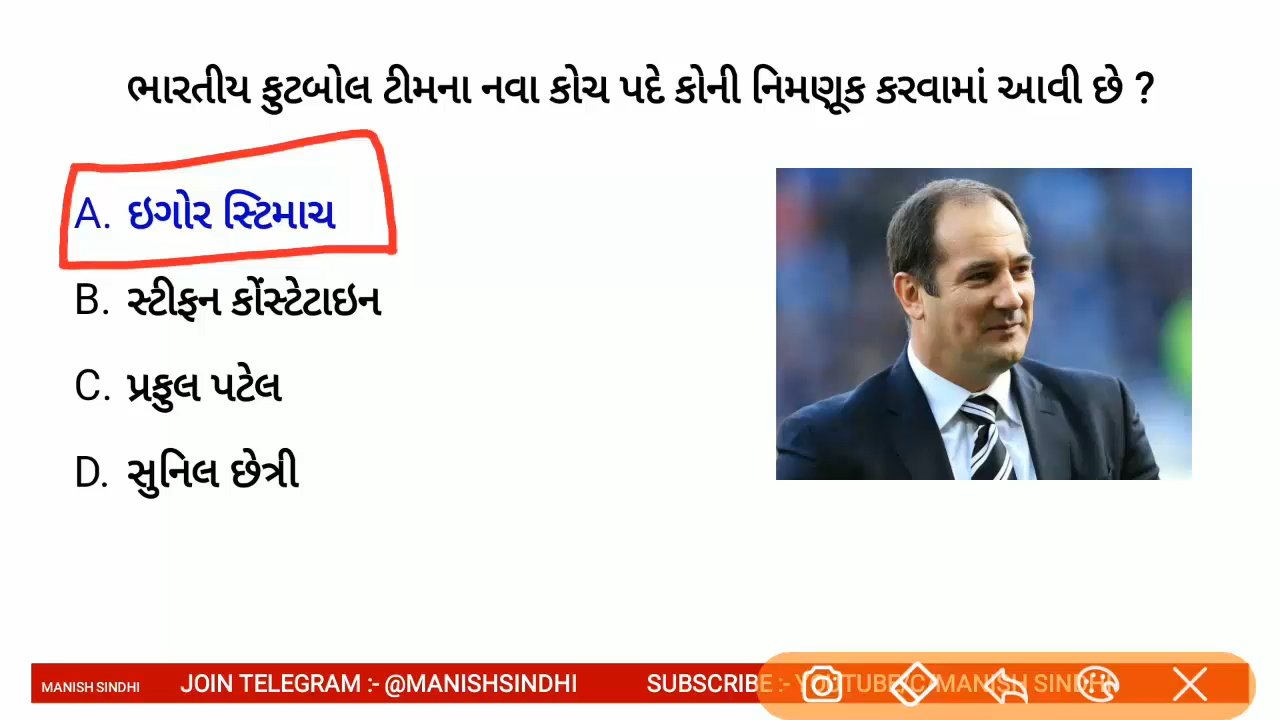 ભારતીય ફુટબોલ ટીમના નવા કોચ પદે કોની નિમણૂક કરવામાં આવી છે ?
A. ઇગોર સ્ટિમાચ
B. સ્ટીફન કોંસ્ટેટાઇન
C. પ્રફુલ પટેલ
D. સુનિલ છેત્રી
MANISH SINDHI JOIN TELEGRAM :- @MANISHSINDHI SUBSCRIBE :- YOUTUBE/C/MANISH SINDHI